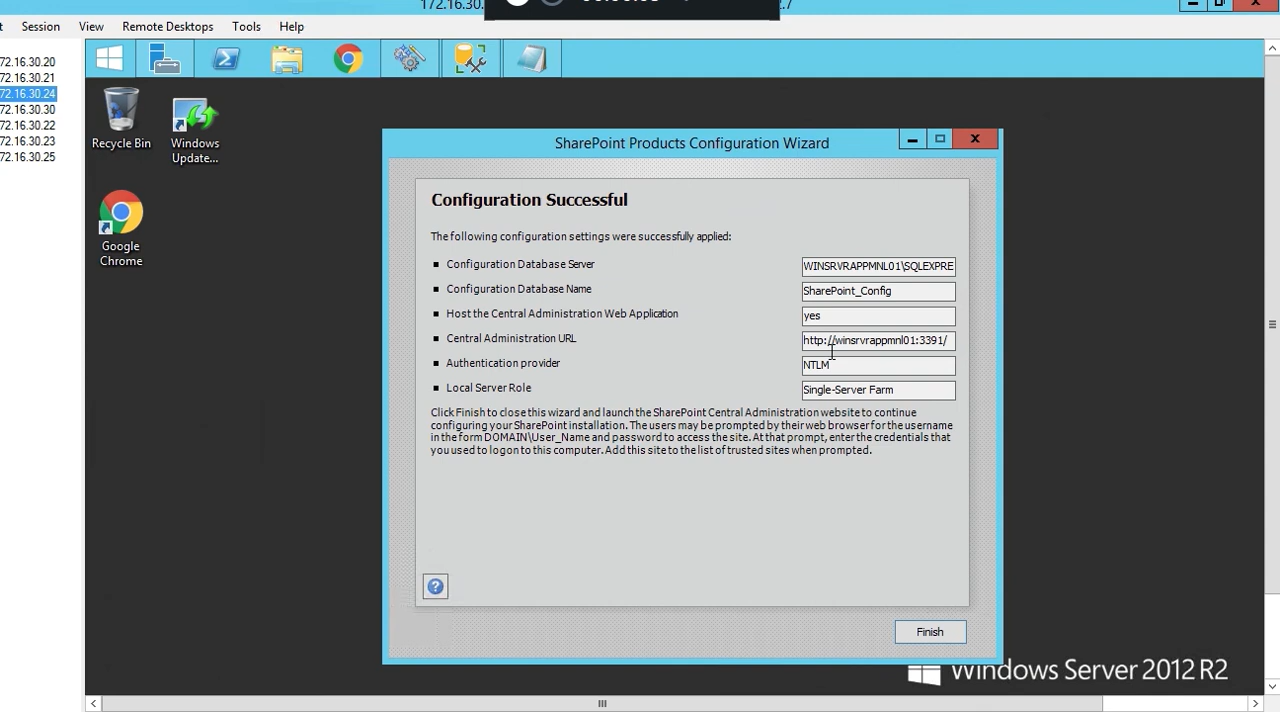 172.16.30.
Session View Remote Desktops Tools Help
72.16.30.20
72.16.30.21
72.16.30.24
72.16.30.30
72.16.30.22
72.16.30.23
72.16.30.25
Recycle Bin
Windows
Update...
Google
Chrome
SharePoint Products Configuration Wizard
Configuration Successful
The following configuration settings were successfully applied:
Configuration Database Server WINSRVRAPPMNL01\SQLEXPRE
Configuration Database Name SharePoint_Config
Host the Central Administration Web Application yes
Central Administration URL http://winsrvrappmnl01:3391/
Authentication provider NTLM
Local Server Role Single-Server Farm
Click Finish to close this wizard and launch the SharePoint Central Administration website to continue
configuring your SharePoint installation. The users may be prompted by their web browser for the username
in the form DOMAIN\User_Name and password to access the site. At that prompt, enter the credentials that
you used to logon to this computer. Add this site to the list of trusted sites when prompted.
Finish
Windows Server 2012 R2